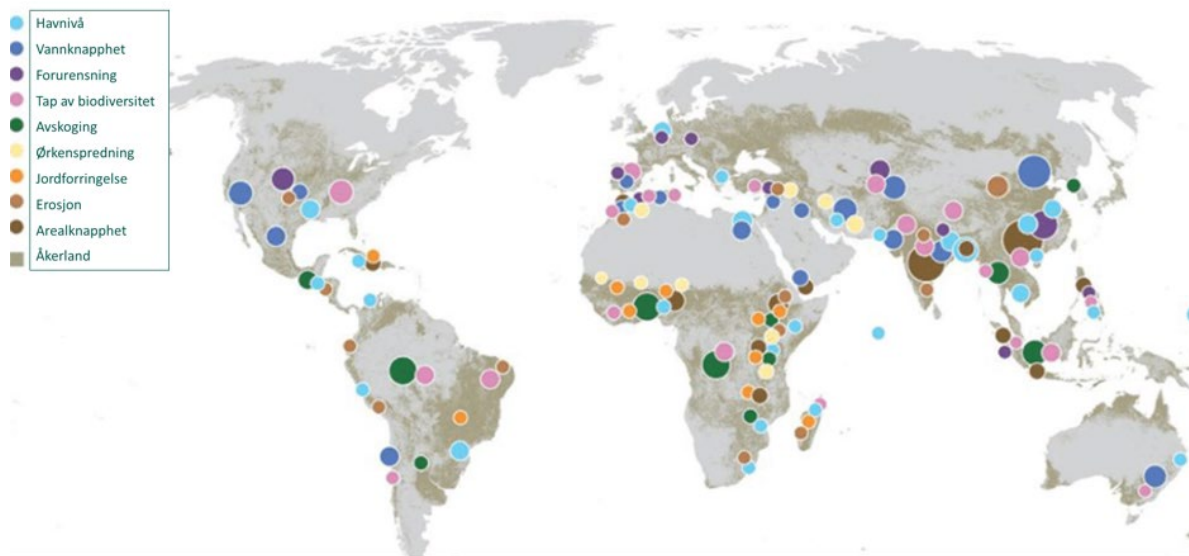 Havnivå
Vannknapphet
Forurensning
Tap av biodiversitet
Avskoging
Ørkenspredning
Jordforringelse
Erosjon
Arealknapphet
Åkerland